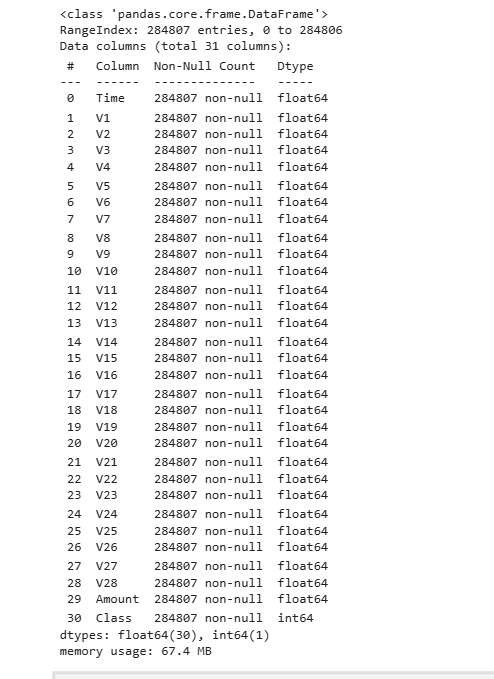 <class 'pandas.core.frame.DataFrame'>
RangeIndex: 284807 entries, 0 to 284806
Data columns (total 31 columns):
 #   Column  Non-Null Count   Dtype
---  ------  --------------   -----
 0   Time    284807 non-null  float64
 1   V1      284807 non-null  float64
 2   V2      284807 non-null  float64
 3   V3      284807 non-null  float64
 4   V4      284807 non-null  float64
 5   V5      284807 non-null  float64
 6   V6      284807 non-null  float64
 7   V7      284807 non-null  float64
 8   V8      284807 non-null  float64
 9   V9      284807 non-null  float64
 10  V10     284807 non-null  float64
 11  V11     284807 non-null  float64
 12  V12     284807 non-null  float64
 13  V13     284807 non-null  float64
 14  V14     284807 non-null  float64
 15  V15     284807 non-null  float64
 16  V16     284807 non-null  float64
 17  V17     284807 non-null  float64
 18  V18     284807 non-null  float64
 19  V19     284807 non-null  float64
 20  V20     284807 non-null  float64
 21  V21     284807 non-null  float64
 22  V22     284807 non-null  float64
 23  V23     284807 non-null  float64
 24  V24     284807 non-null  float64
 25  V25     284807 non-null  float64
 26  V26     284807 non-null  float64
 27  V27     284807 non-null  float64
 28  V28     284807 non-null  float64
 29  Amount  284807 non-null  float64
 30  Class   284807 non-null  int64
dtypes: float64(30), int64(1)
memory usage: 67.4 MB